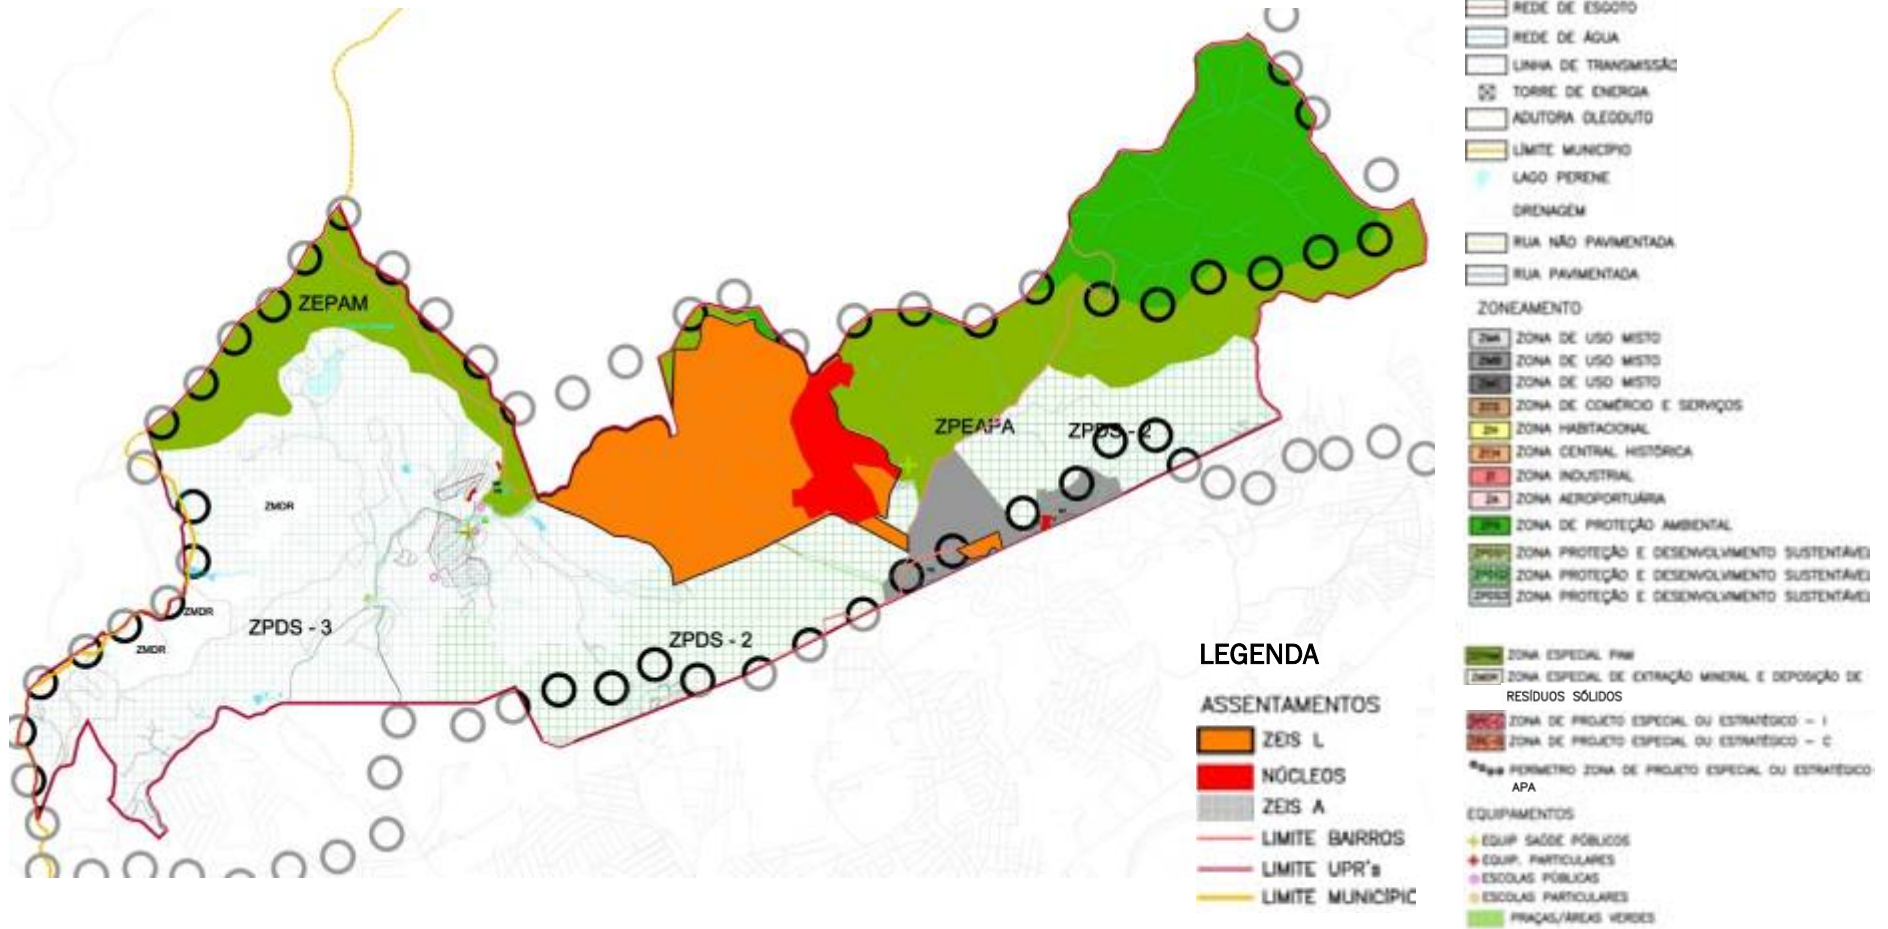 ZEPAM
ZPEAPA
ZPDS - 2
ZMDR
ZMDR
ZPDS - 3
ZMDR
ZPDS - 2
LEGENDA
ASSENTAMENTOS
ZEIS L
NÚCLEOS
ZEIS A
LIMITE BAIRROS
LIMITE UPR's
LIMITE MUNICÍPIO
REDE DE ESGOTO
REDE DE ÁGUA
LINHA DE TRANSMISSÃO
TORRE DE ENERGIA
ADUTORA OLEODUTO
LÍMITE MUNICÍPIO
LAGO PERENE
DRENAGEM
RUA NÃO PAVIMENTADA
RUA PAVIMENTADA
ZONEAMENTO
ZONA DE USO MISTO
ZONA DE USO MISTO
ZONA DE USO MISTO
ZONA DE COMÉRCIO E SERVIÇOS
ZONA HABITACIONAL
ZONA CENTRAL HISTÓRICA
ZONA INDUSTRIAL
ZONA AEROPORTUÁRIA
ZONA DE PROTEÇÃO AMBIENTAL
ZONA PROTEÇÃO E DESENVOLVIMENTO SUSTENTÁVEL
ZONA PROTEÇÃO E DESENVOLVIMENTO SUSTENTÁVEL
ZONA PROTEÇÃO E DESENVOLVIMENTO SUSTENTÁVEL
ZONA ESPECIAL PAM
ZMDR ZONA ESPECIAL DE EXTRAÇÃO MINERAL E DEPOSIÇÃO DE
RESÍDUOS SÓLIDOS
ZONA DE PROJETO ESPECIAL OU ESTRATÉGICO - I
ZONA DE PROJETO ESPECIAL OU ESTRATÉGICO - C
PERÍMETRO ZONA DE PROJETO ESPECIAL OU ESTRATÉGICO
APA
EQUIPAMENTOS
EQUIP SAÚDE PÚBLICOS
EQUIP. PARTICULARES
ESCOLAS PÚBLICAS
ESCOLAS PARTICULARES
PRAÇAS/ÁREAS VERDES